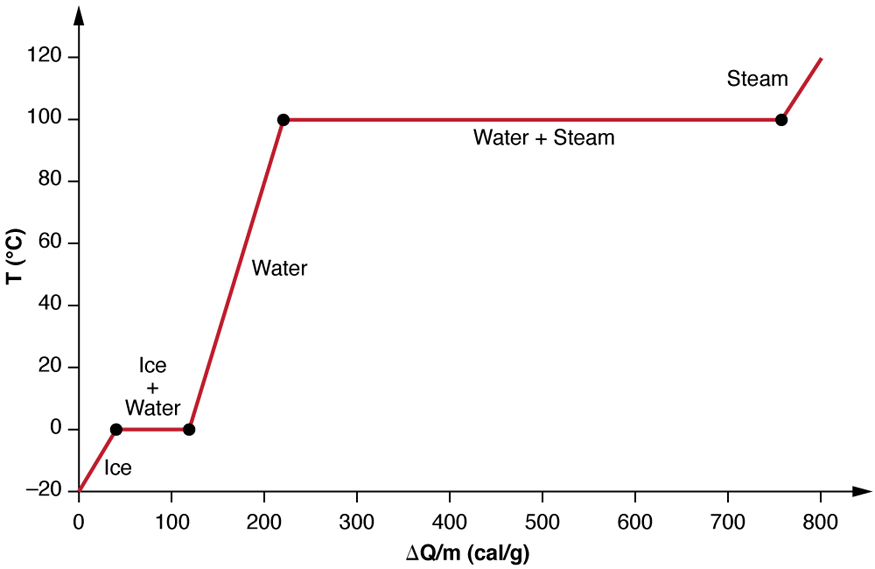 120
100
80
60
40
20
0
–20
T (°C)
Steam
Water + Steam
Water
Ice
+
Water
Ice
0 100 200 300 400 500 600 700 800
ΔQ/m (cal/g)